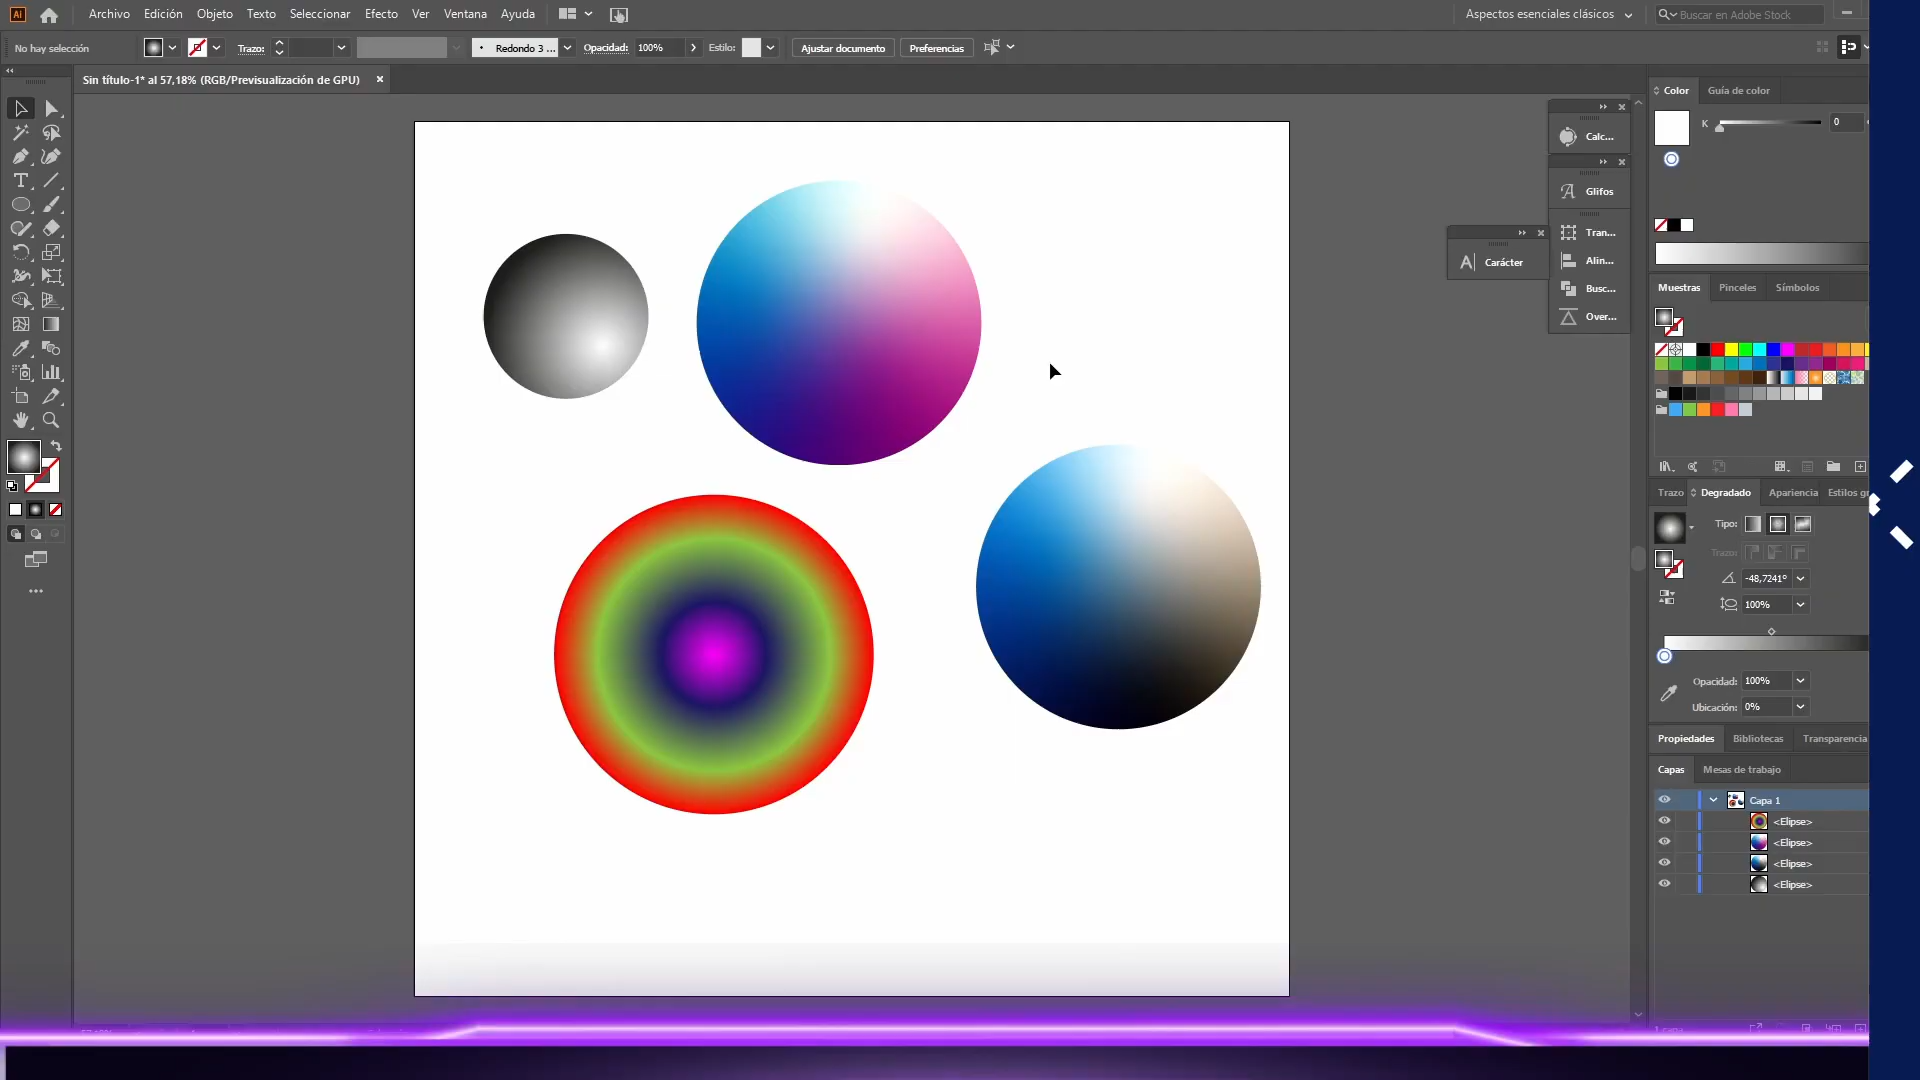 Ai
Archivo Edición Objeto Texto Seleccionar Efecto Ver Ventana Ayuda
Aspectos esenciales clásicos
Buscar en Adobe Stock
No hay selección
Trazo:
Redondo 3 ...
Opacidad: 100%
Estilo:
Ajustar documento
Preferencias
Sin título-1* al 57,18% (RGB/Previsualización de GPU)
Color
Guía de color
K
0
Calc...
Glifos
Tran...
Alin...
Busc...
Over...
Carácter
Muestras Pinceles Símbolos
Trazo Degradado Apariencia Estilos
Tipo:
Trazo:
-48,7241°
100%
Opacidad: 100%
Ubicación: 0%
Propiedades Bibliotecas Transparencia
Capas Mesas de trabajo
Capa 1
<Elipse>
<Elipse>
<Elipse>
<Elipse>